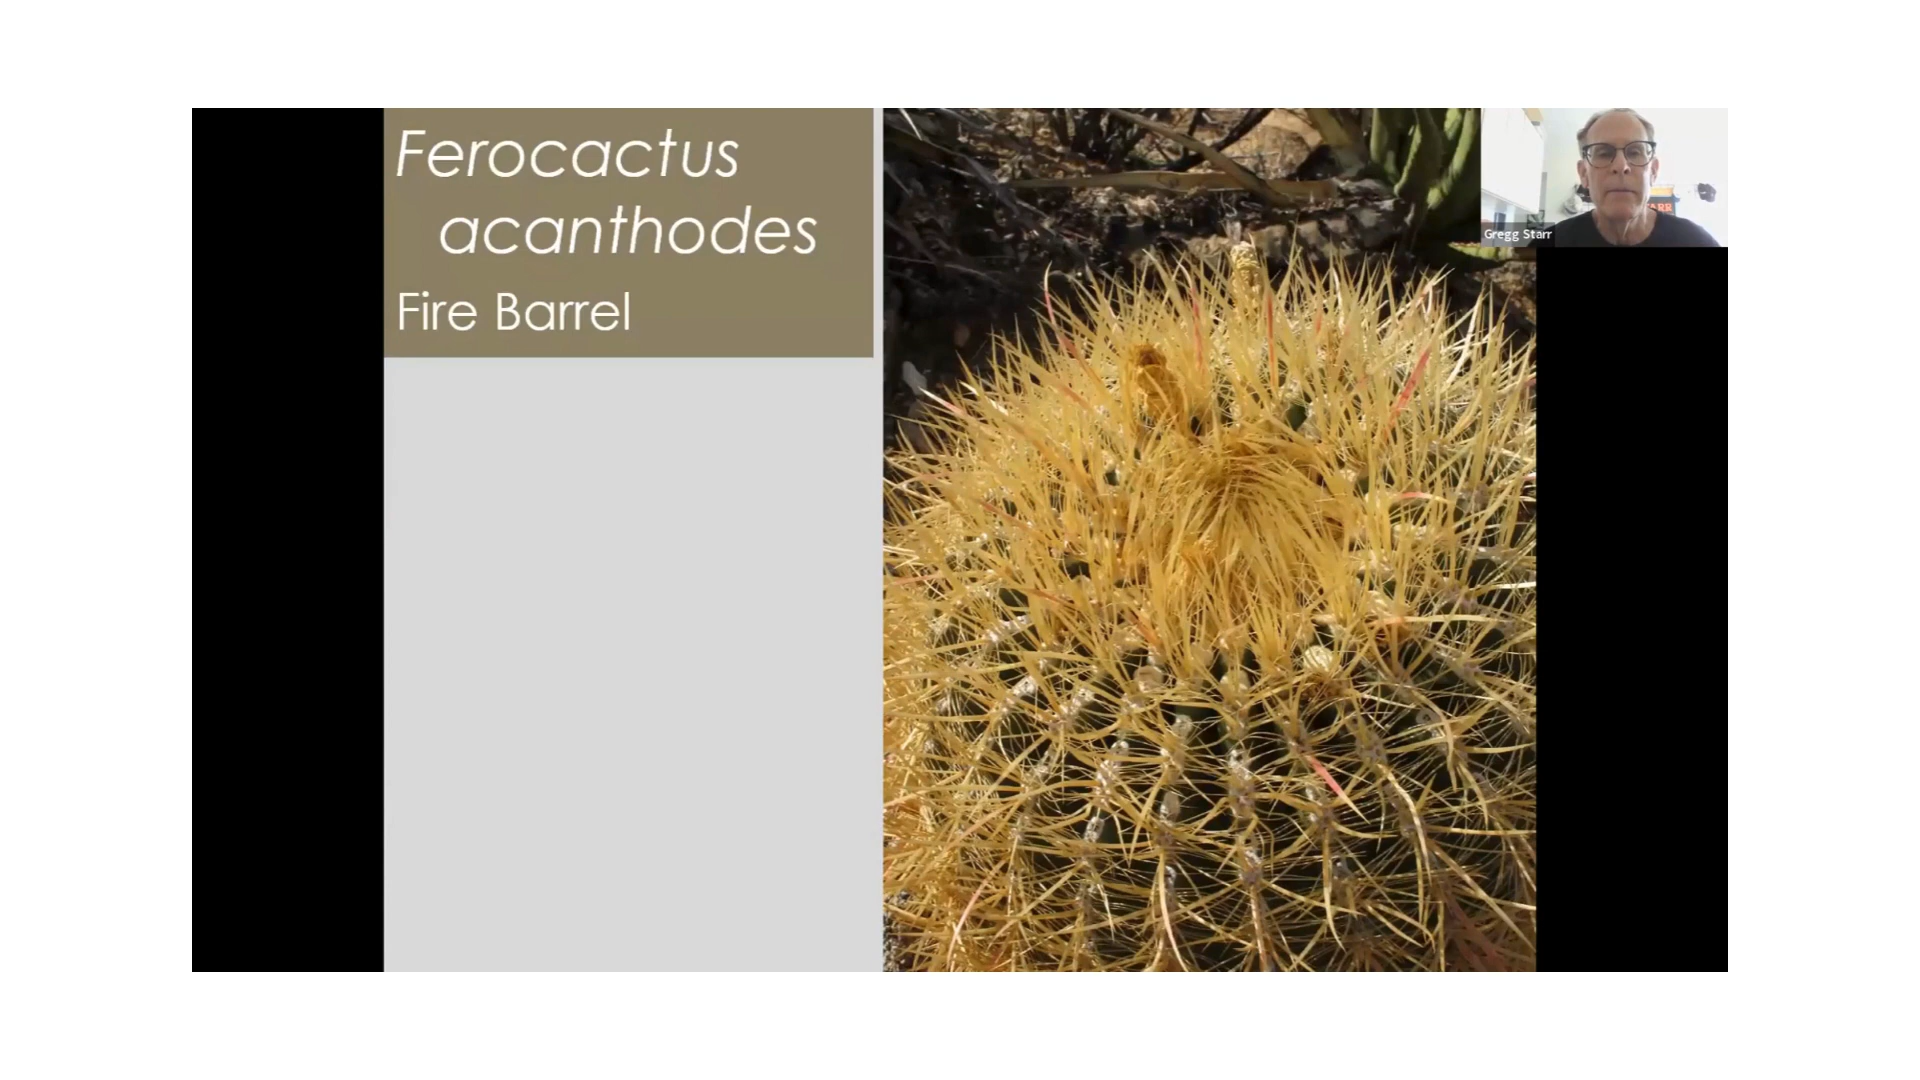 Ferocactus
acanthodes
Fire Barrel
Gregg Starr